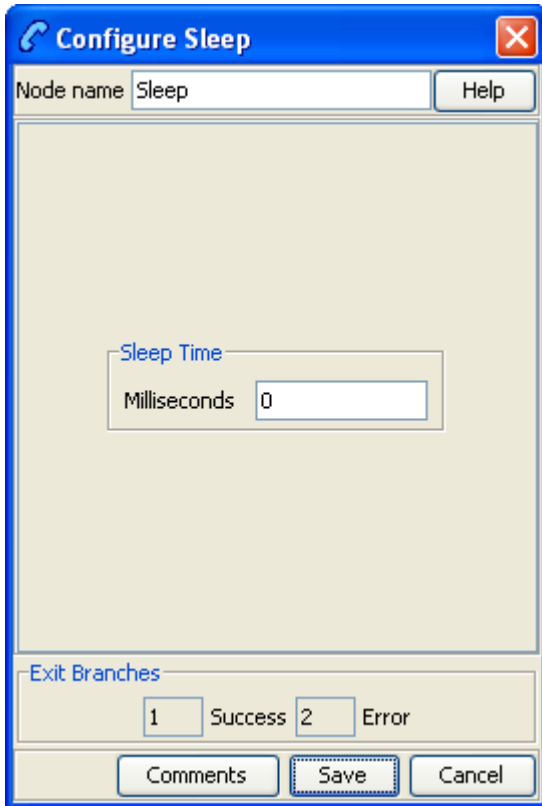 Configure Sleep
Node name Sleep Help
Sleep Time
Milliseconds 0
Exit Branches
1 Success 2 Error
Comments Save Cancel